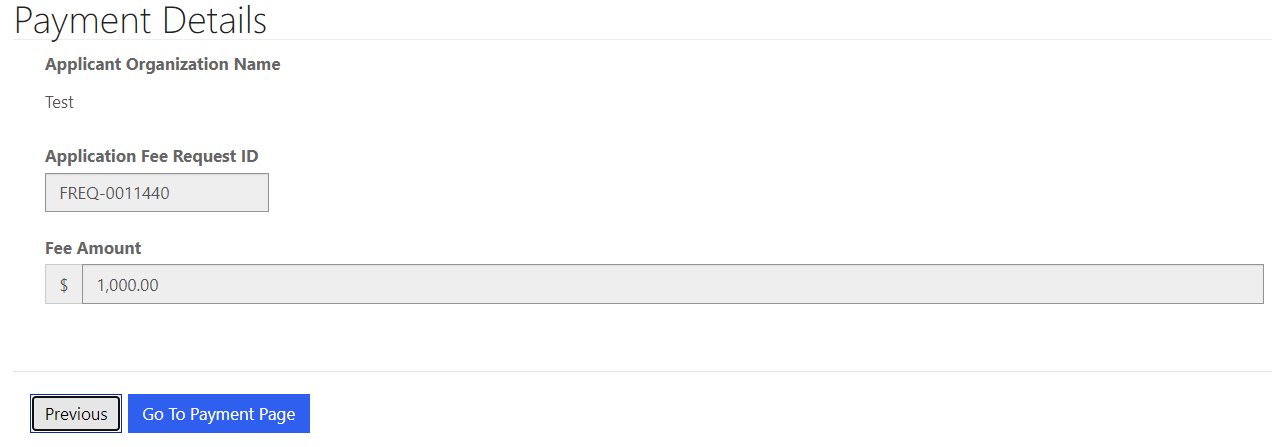 Payment Details
Applicant Organization Name
Test
Application Fee Request ID
FREQ-0011440
Fee Amount
$ 1,000.00
Previous Go To Payment Page